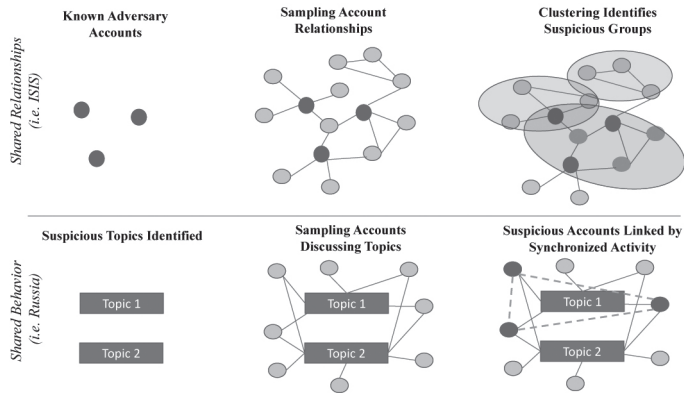 Known Adversary
Accounts
Sampling Account
Relationships
Clustering Identifies
Suspicious Groups
Shared Relationships
(i.e. ISIS)
Suspicious Topics Identified
Sampling Accounts
Discussing Topics
Suspicious Accounts Linked by
Synchronized Activity
Shared Behavior
(i.e. Russia)
Topic 1
Topic 2
Topic 1
Topic 2
Topic 1
Topic 2